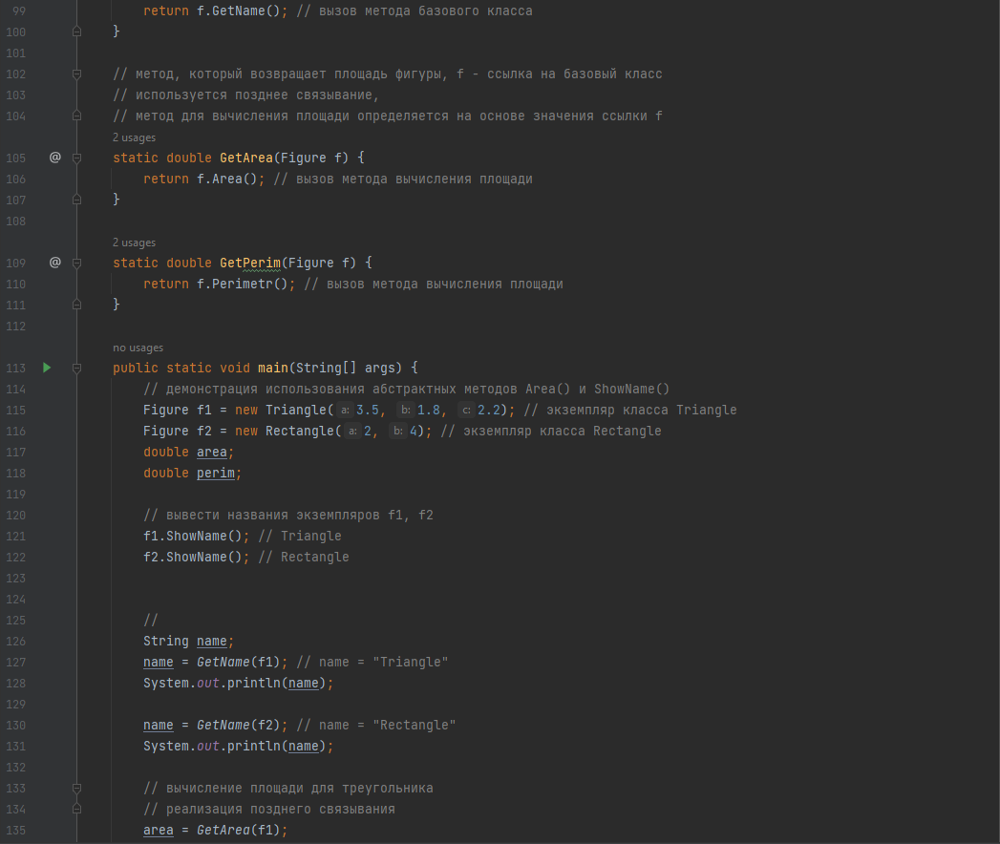 99 return f.GetName(); // вызов метода базового класса
100 }
101
102 // метод, который возвращает площадь фигуры, f - ссылка на базовый класс
103 // используется позднее связывание,
104 // метод для вычисления площади определяется на основе значения ссылки f
2 usages
105 @ static double GetArea(Figure f) {
106 return f.Area(); // вызов метода вычисления площади
107 }
108
2 usages
109 @ static double GetPerim(Figure f) {
110 return f.Perimetr(); // вызов метода вычисления площади
111 }
112
no usages
113 public static void main(String[] args) {
114 // демонстрация использования абстрактных методов Area() и ShowName()
115 Figure f1 = new Triangle( a: 3.5, b: 1.8, c: 2.2); // экземпляр класса Triangle
116 Figure f2 = new Rectangle( a: 2, b: 4); // экземпляр класса Rectangle
117 double area;
118 double perim;
119
120 // вывести названия экземпляров f1, f2
121 f1.ShowName(); // Triangle
122 f2.ShowName(); // Rectangle
123
124
125 //
126 String name;
127 name = GetName(f1); // name = "Triangle"
128 System.out.println(name);
129
130 name = GetName(f2); // name = "Rectangle"
131 System.out.println(name);
132
133 // вычисление площади для треугольника
134 // реализация позднего связывания
135 area = GetArea(f1);